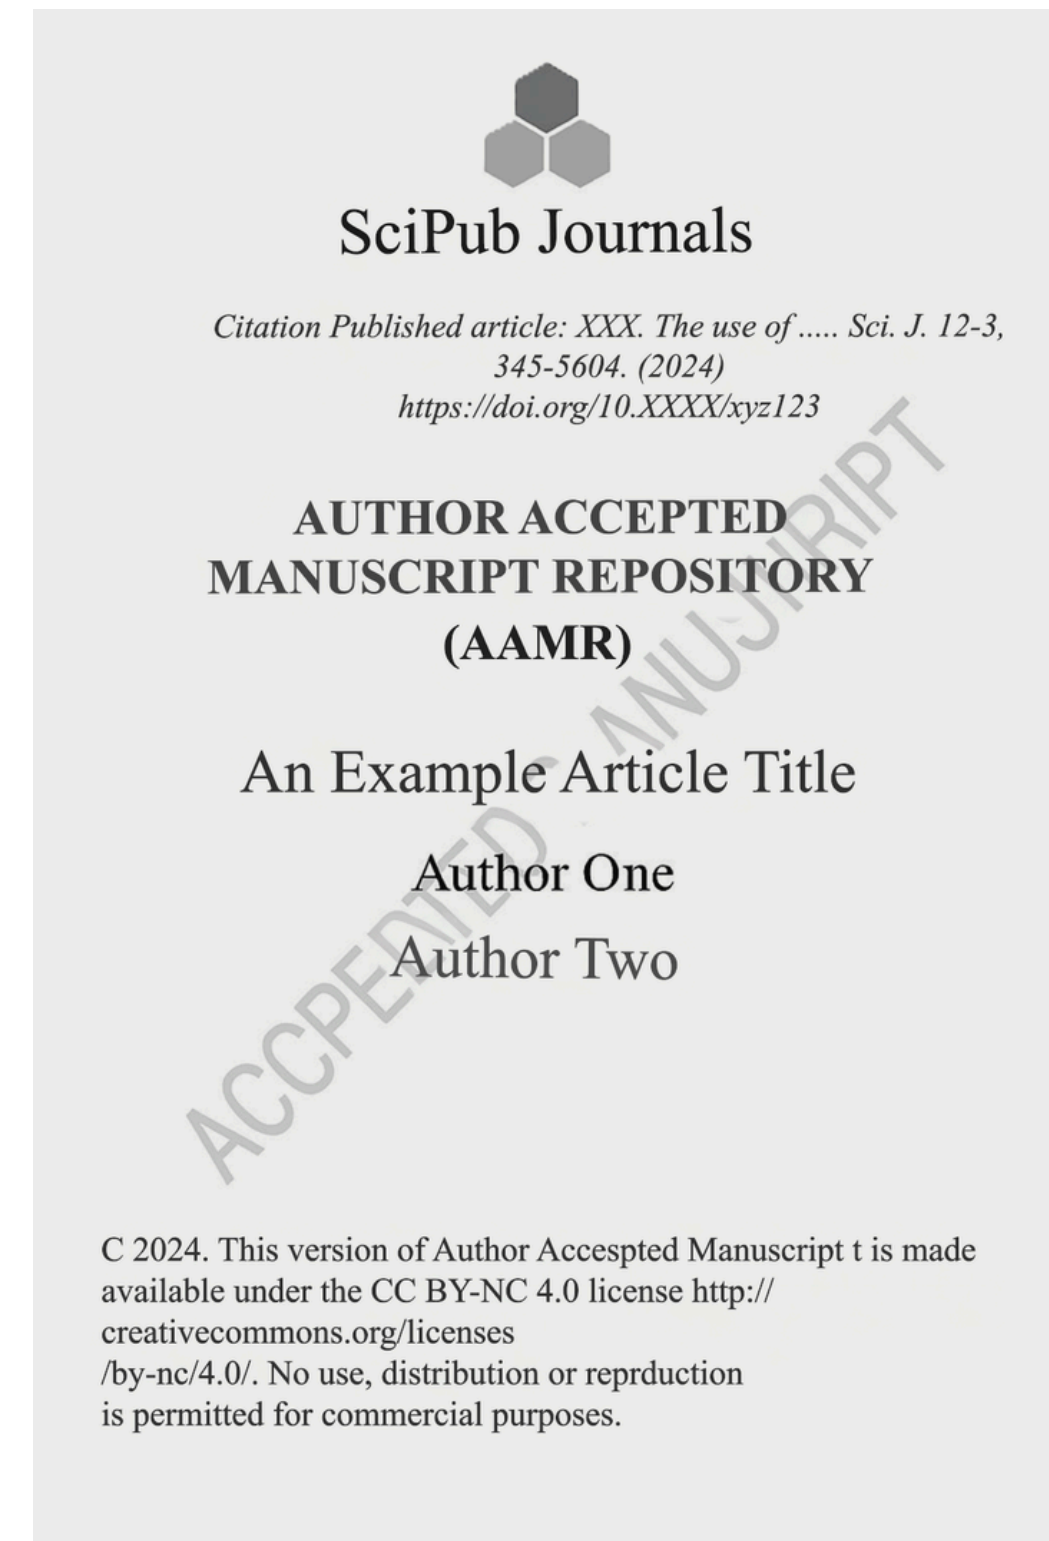 SciPub Journals
Citation Published article: XXX. The use of ..... Sci. J. 12-3,
345-5604. (2024)
https://doi.org/10.XXXX/xyz123
AUTHOR ACCEPTED
MANUSCRIPT REPOSITORY
(AAMR)
An Example Article Title
Author One
Author Two
C 2024. This version of Author Accespted Manuscript t is made
available under the CC BY-NC 4.0 license http://
creativecommons.org/licenses
/by-nc/4.0/. No use, distribution or reprduction
is permitted for commercial purposes.